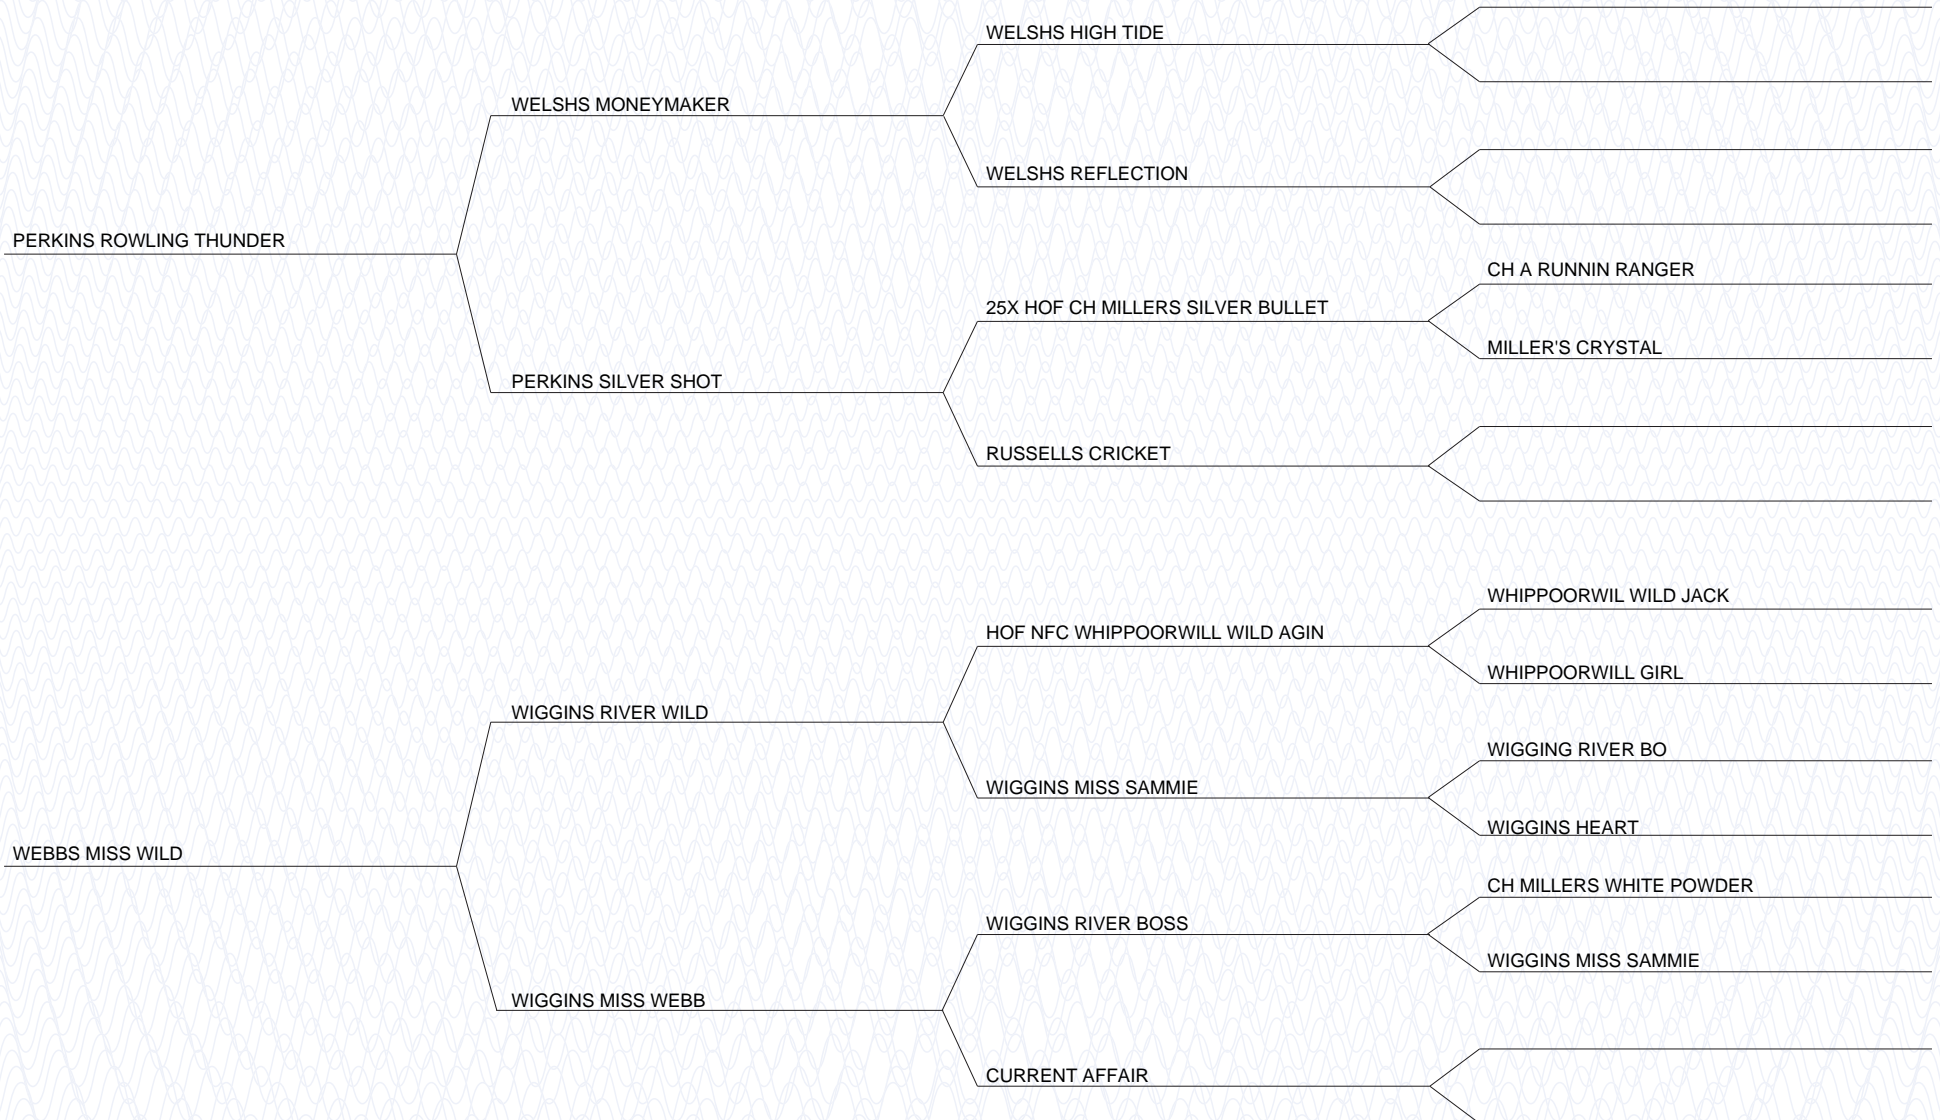 WELSHS HIGH TIDE
WELSHS MONEYMAKER
WELSHS REFLECTION
PERKINS ROWLING THUNDER
CH A RUNNIN RANGER
25X HOF CH MILLERS SILVER BULLET
MILLER'S CRYSTAL
PERKINS SILVER SHOT
RUSSELLS CRICKET
WHIPPOORWIL WILD JACK
HOF NFC WHIPPOORWILL WILD AGIN
WHIPPOORWILL GIRL
WIGGINS RIVER WILD
WIGGING RIVER BO
WIGGINS MISS SAMMIE
WIGGINS HEART
WEBBS MISS WILD
CH MILLERS WHITE POWDER
WIGGINS RIVER BOSS
WIGGINS MISS SAMMIE
WIGGINS MISS WEBB
CURRENT AFFAIR